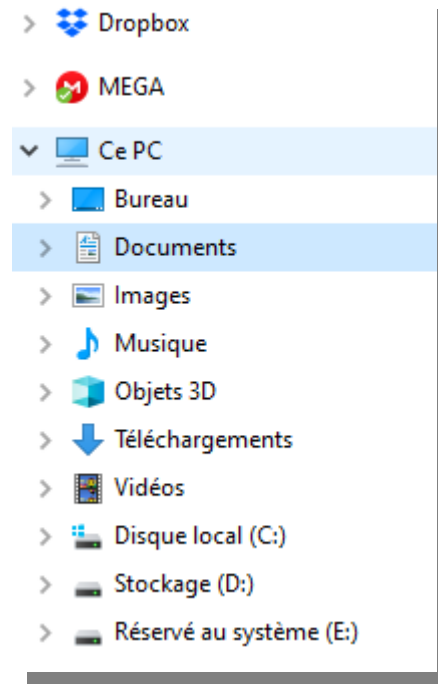 Dropbox
MEGA
Ce PC
Bureau
Documents
Images
Musique
Objets 3D
Téléchargements
Vidéos
Disque local (C:)
Stockage (D:)
Réservé au système (E:)